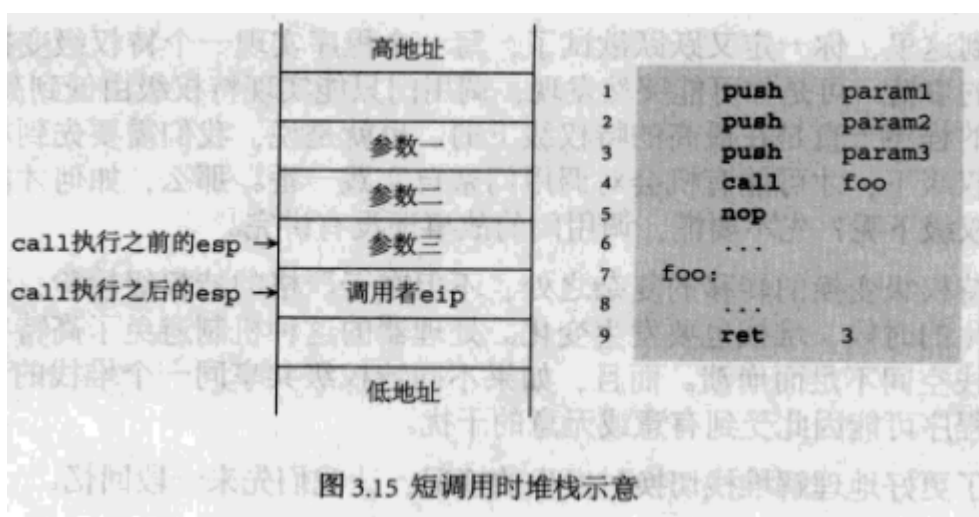 高地址
参数一
参数二
call执行之前的esp → 参数三
call执行之后的esp → 调用者eip
低地址
1 push param1
2 push param2
3 push param3
4 call foo
5 nop
6 ...
7 foo:
8 ...
9 ret 3
图 3.15 短调用时堆栈示意